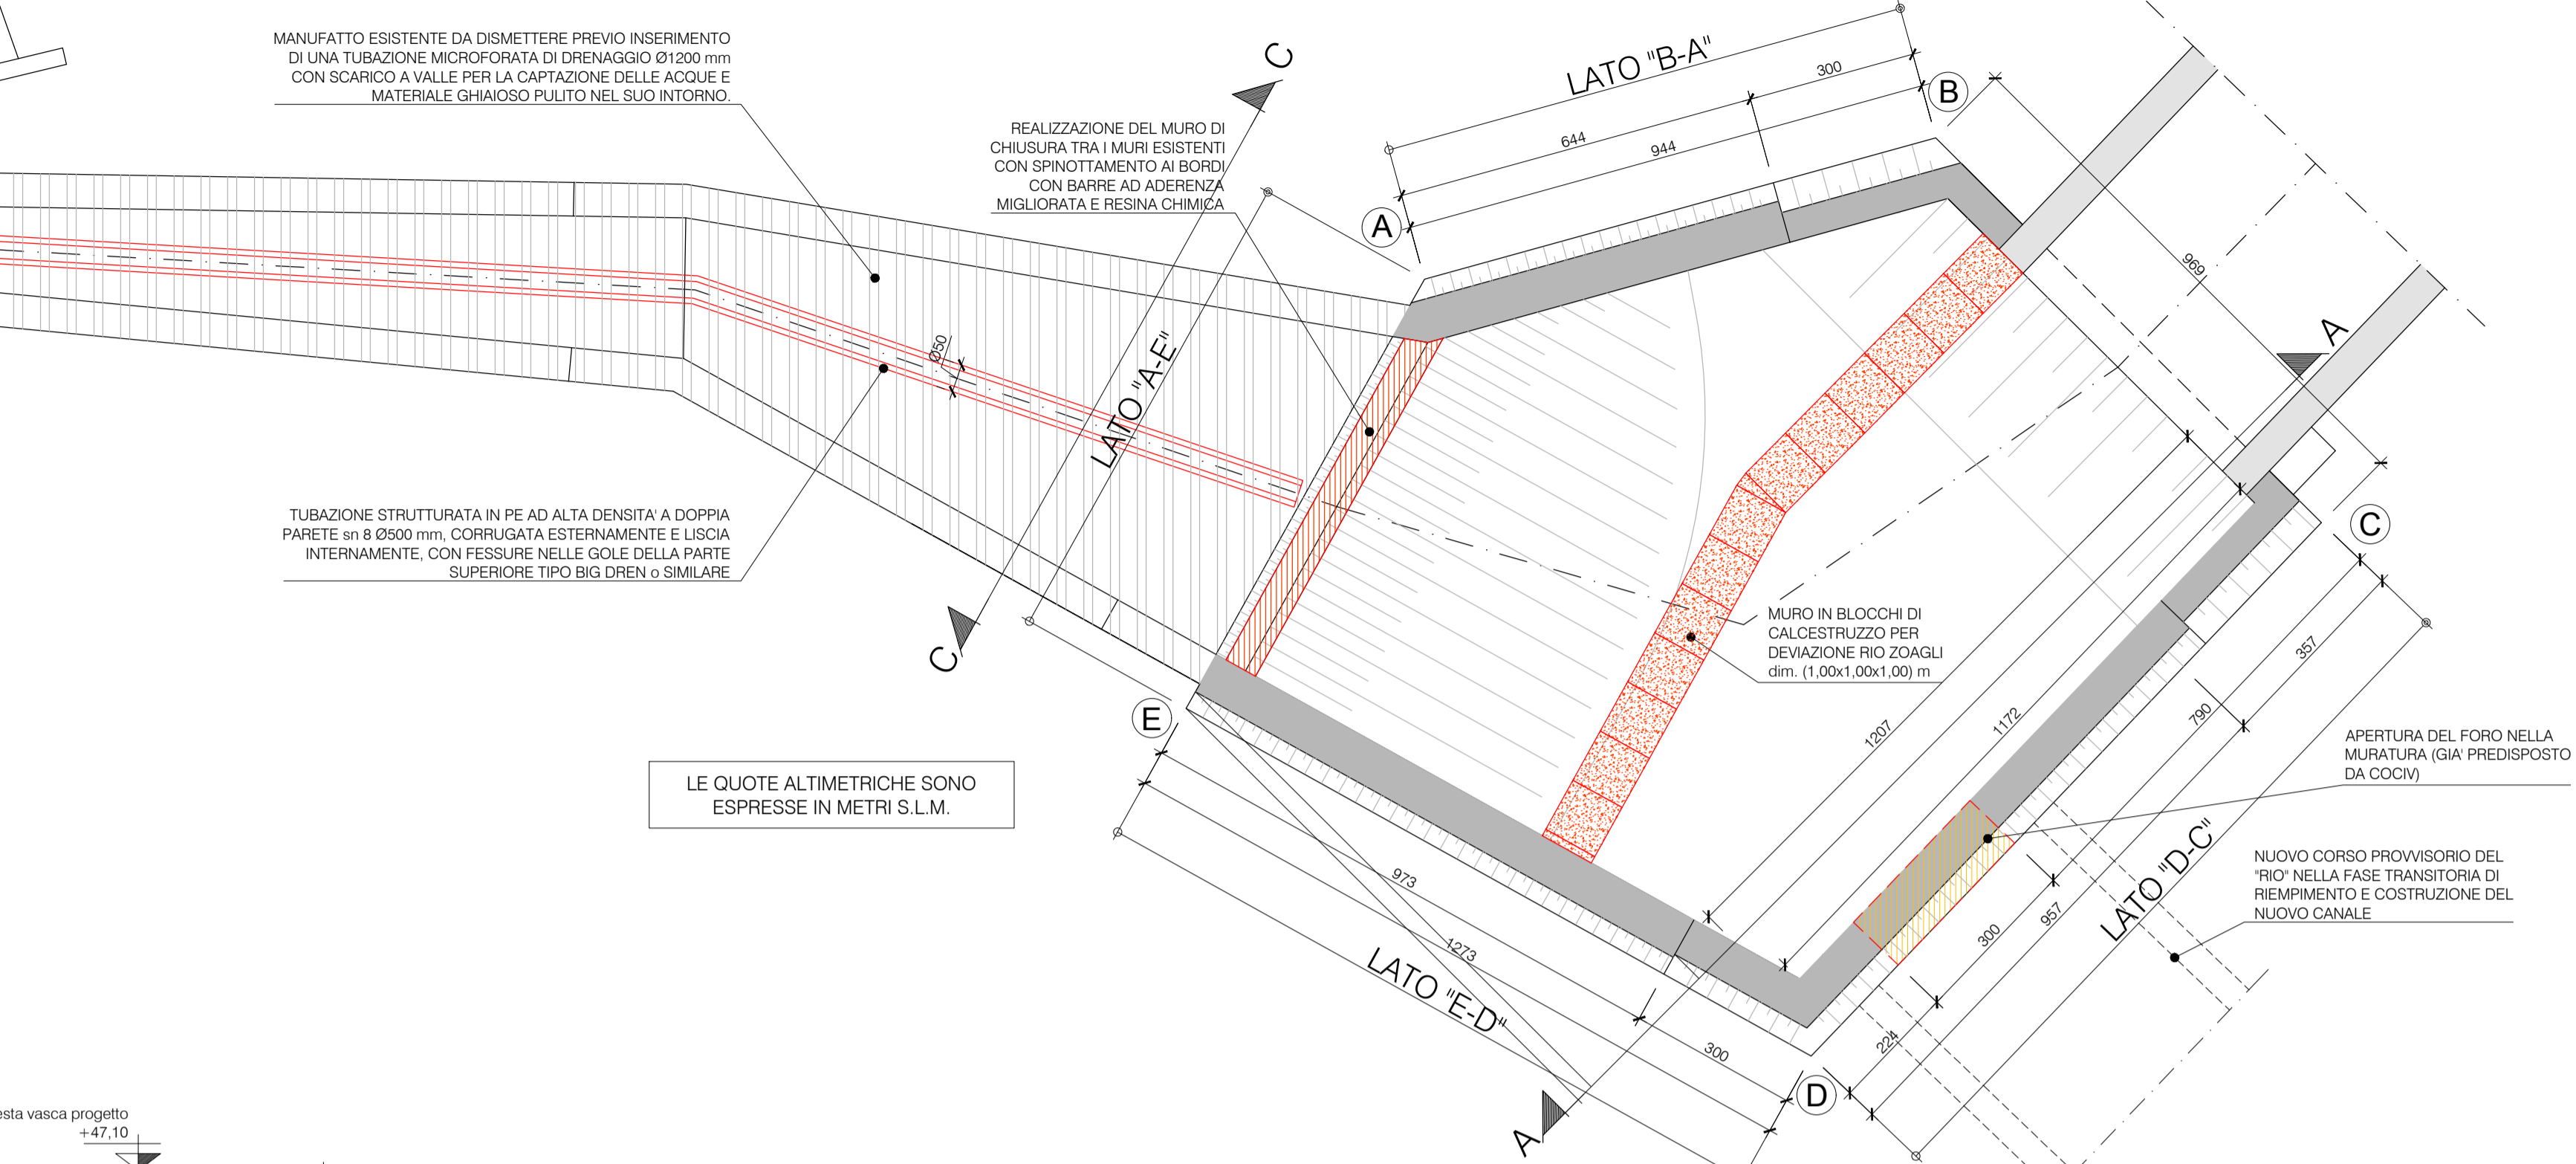 MANUFATTO ESISTENTE DA DISMETTERE PREVIO INSERIMENTO
DI UNA TUBAZIONE MICROFORATA DI DRENAGGIO Ø1200 mm
CON SCARICO A VALLE PER LA CAPTAZIONE DELLE ACQUE E
MATERIALE GHIAIOSO PULITO NEL SUO INTORNO.
REALIZZAZIONE DEL MURO DI
CHIUSURA TRA I MURI ESISTENTI
CON SPINOTTAMENTO AI BORDI
CON BARRE AD ADERENZA
MIGLIORATA E RESINA CHIMICA
C
LATO "B-A"
300
644
944
A
B
969
A
Ø50
LATO "A-E"
TUBAZIONE STRUTTURATA IN PE AD ALTA DENSITA' A DOPPIA
PARETE sn 8 Ø500 mm, CORRUGATA ESTERNAMENTE E LISCIA
INTERNAMENTE, CON FESSURE NELLE GOLE DELLA PARTE
SUPERIORE TIPO BIG DREN o SIMILARE
C
C
MURO IN BLOCCHI DI
CALCESTRUZZO PER
DEVIAZIONE RIO ZOAGLI
dim. (1,00x1,00x1,00) m
357
790
1207
1172
E
APERTURA DEL FORO NELLA
MURATURA (GIA' PREDISPOSTO
DA COCIV)
LE QUOTE ALTIMETRICHE SONO
ESPRESSE IN METRI S.L.M.
NUOVO CORSO PROVVISORIO DEL
"RIO" NELLA FASE TRANSITORIA DI
RIEMPIMENTO E COSTRUZIONE DEL
NUOVO CANALE
LATO "D-C"
973
1273
LATO "E-D"
300
957
300
224
D
A
esta vasca progetto
+47,10